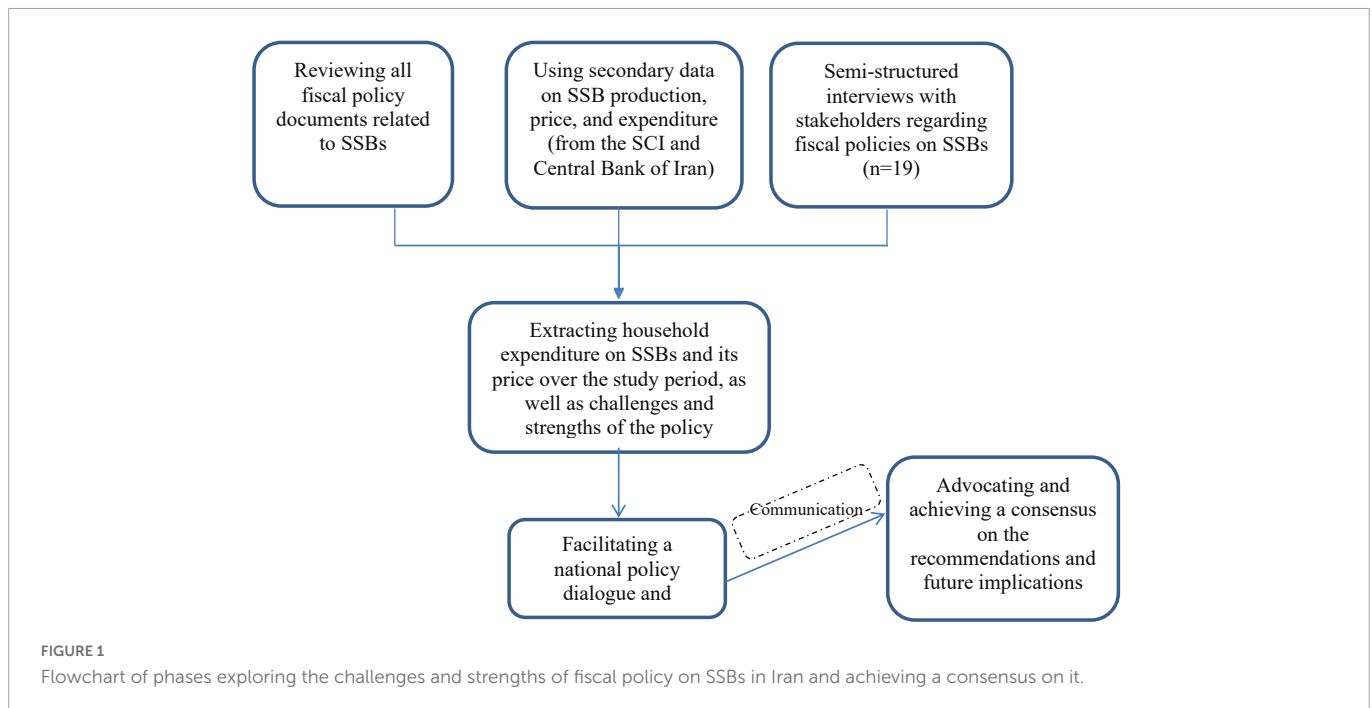 Reviewing all
fiscal policy
documents related
to SSBs
Using secondary data
on SSB production,
price, and expenditure
(from the SCI and
Central Bank of Iran)
Semi-structured
interviews with
stakeholders regarding
fiscal policies on SSBs
(n=19)
Extracting household
expenditure on SSBs and its
price over the study period, as
well as challenges and
strengths of the policy
Facilitating a
national policy
dialogue and
Communication
Advocating and
achieving a consensus
on the
recommendations and
future implications
FIGURE 1
Flowchart of phases exploring the challenges and strengths of fiscal policy on SSBs in Iran and achieving a consensus on it.